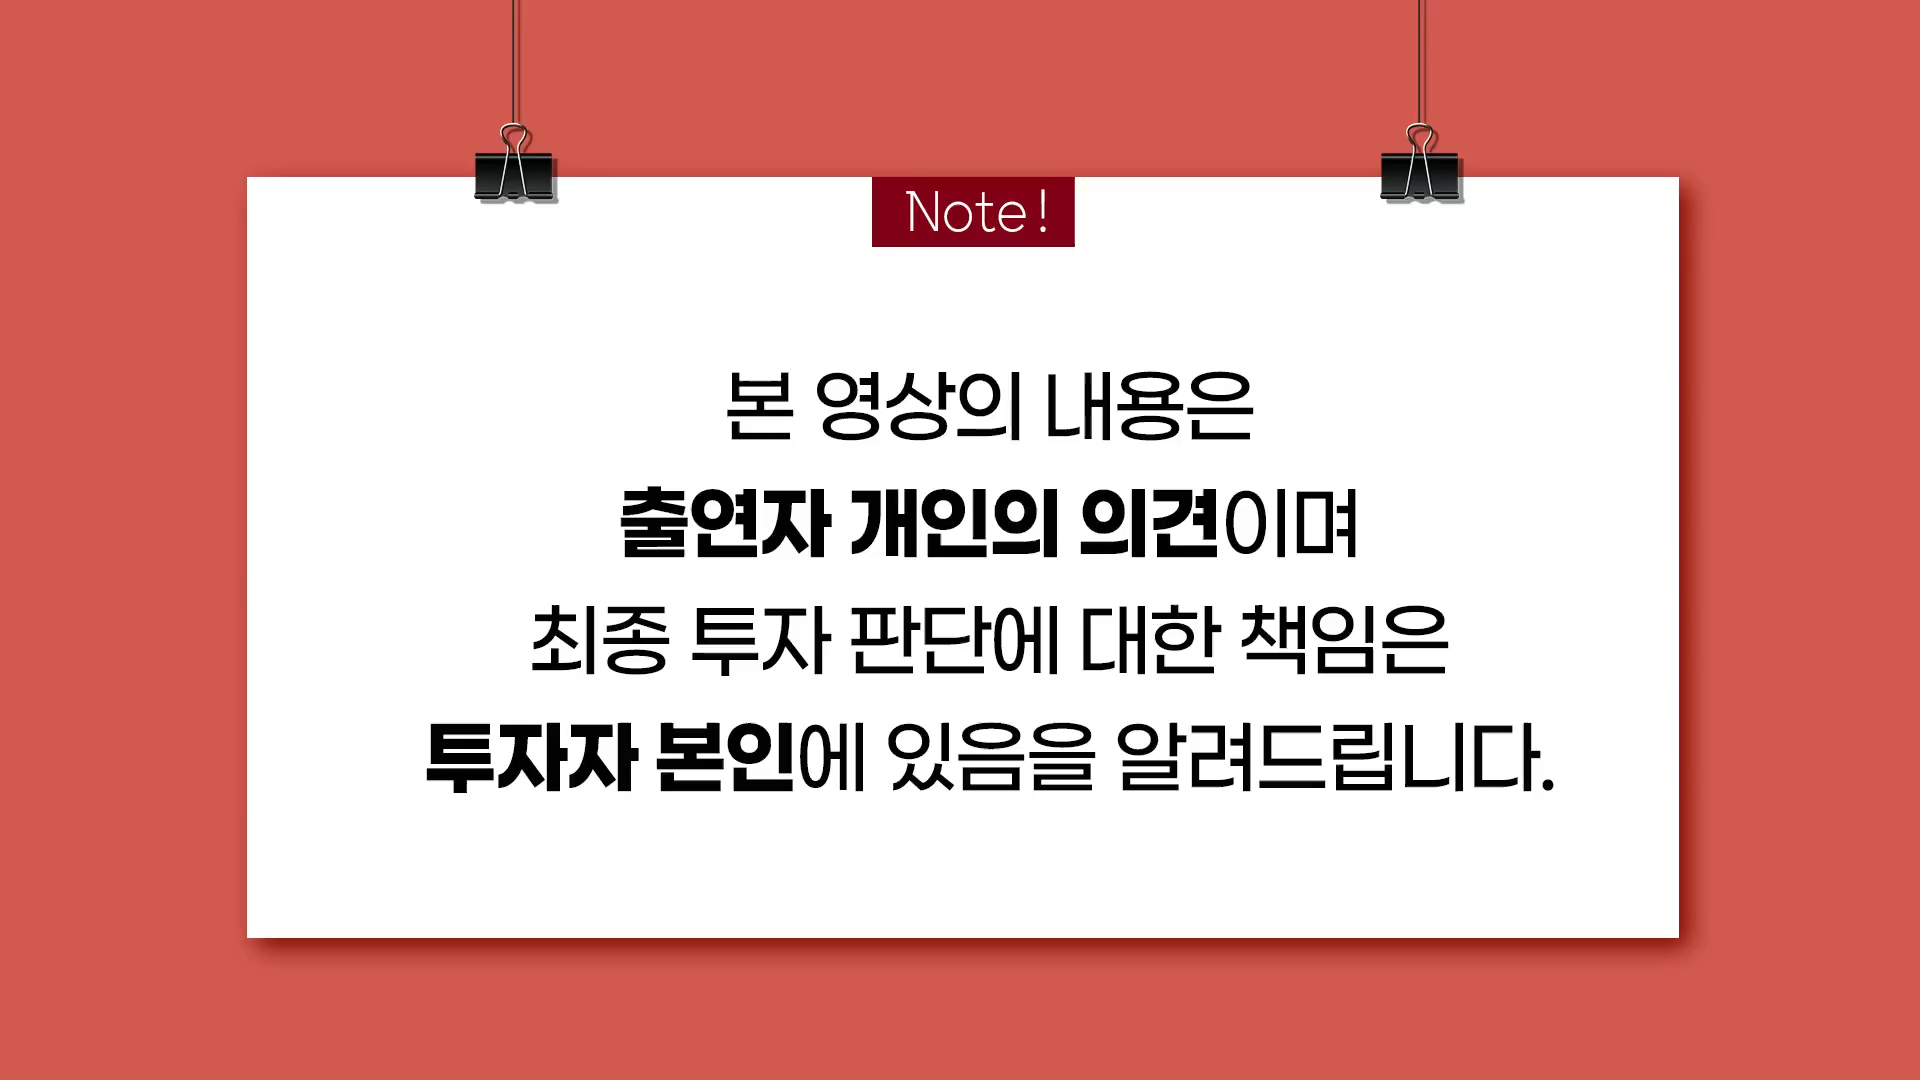 Note!
본 영상의 내용은
출연자 개인의 의견이며
최종 투자 판단에 대한 책임은
투자자 본인에 있음을 알려드립니다.